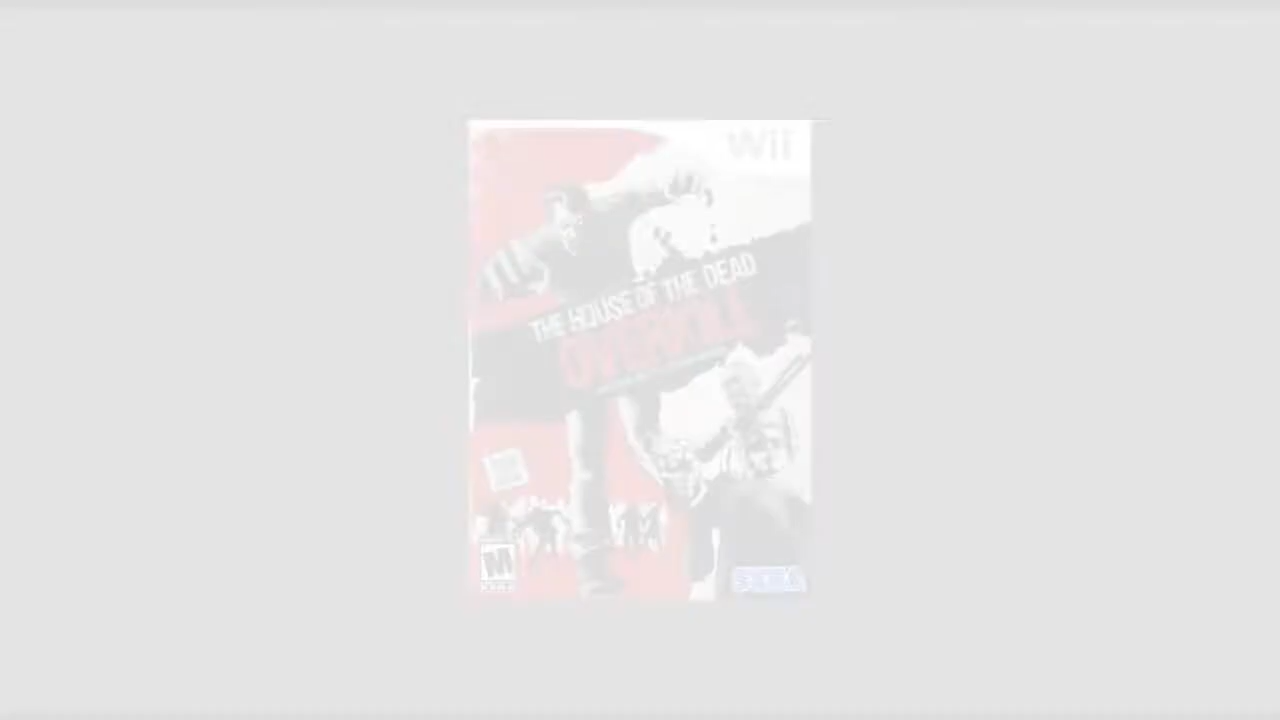 Wii
THE HOUSE OF THE DEAD
OVERKILL
M
SEGA